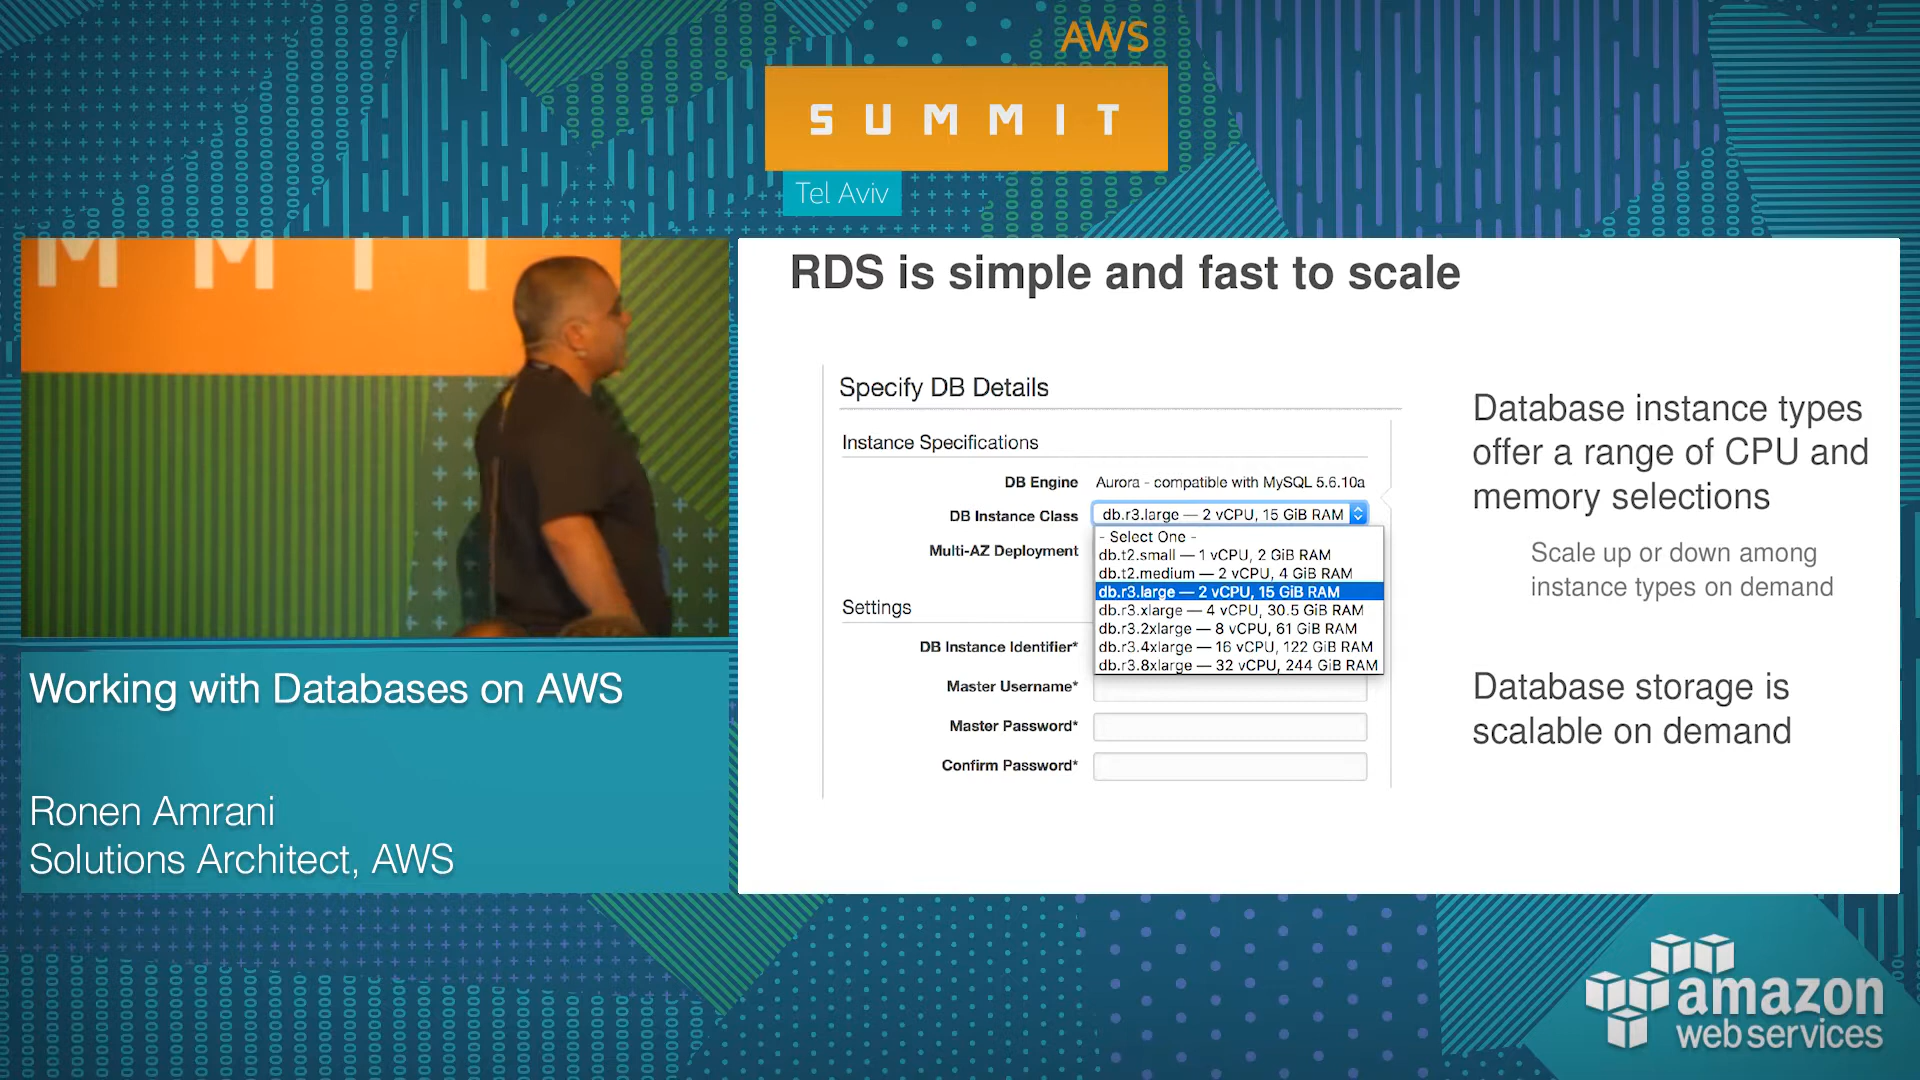 AWS
SUMMIT
Tel Aviv
M M I T
RDS is simple and fast to scale
Specify DB Details
Instance Specifications
DB Engine Aurora - compatible with MySQL 5.6.10a
DB Instance Class db.r3.large — 2 vCPU, 15 GiB RAM
- Select One -
Multi-AZ Deployment
db.t2.small — 1 vCPU, 2 GiB RAM
db.t2.medium — 2 vCPU, 4 GiB RAM
db.r3.large — 2 vCPU, 15 GiB RAM
db.r3.xlarge — 4 vCPU, 30.5 GiB RAM
db.r3.2xlarge — 8 vCPU, 61 GiB RAM
db.r3.4xlarge — 16 vCPU, 122 GiB RAM
db.r3.8xlarge — 32 vCPU, 244 GiB RAM
Settings
DB Instance Identifier*
Master Username*
Master Password*
Confirm Password*
Database instance types
offer a range of CPU and
memory selections
Scale up or down among
instance types on demand
Database storage is
scalable on demand
Working with Databases on AWS
Ronen Amrani
Solutions Architect, AWS
amazon
web services